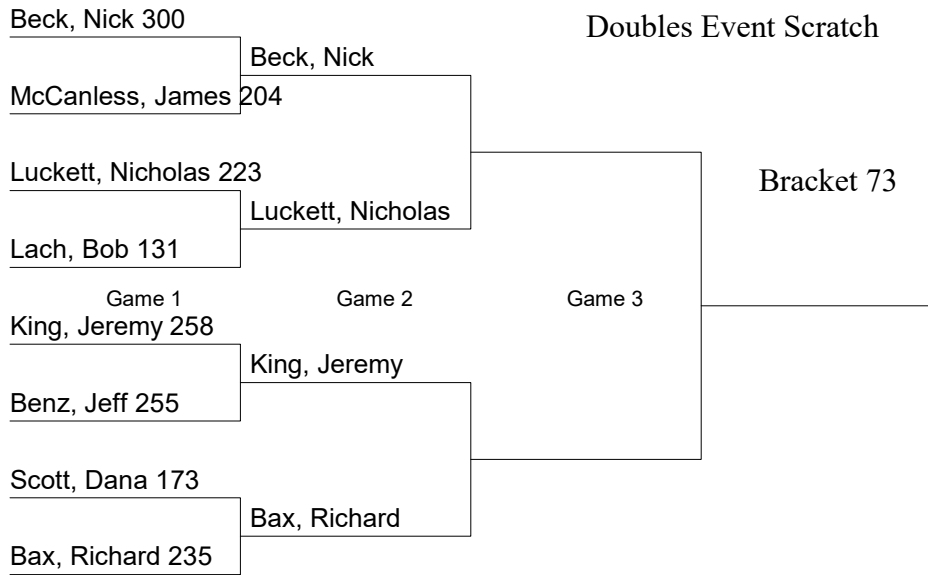 Beck, Nick 300
Doubles Event Scratch
Beck, Nick
McCanless, James 204
Luckett, Nicholas 223
Bracket 73
Luckett, Nicholas
Lach, Bob 131
Game 1
Game 2
Game 3
King, Jeremy 258
King, Jeremy
Benz, Jeff 255
Scott, Dana 173
Bax, Richard
Bax, Richard 235